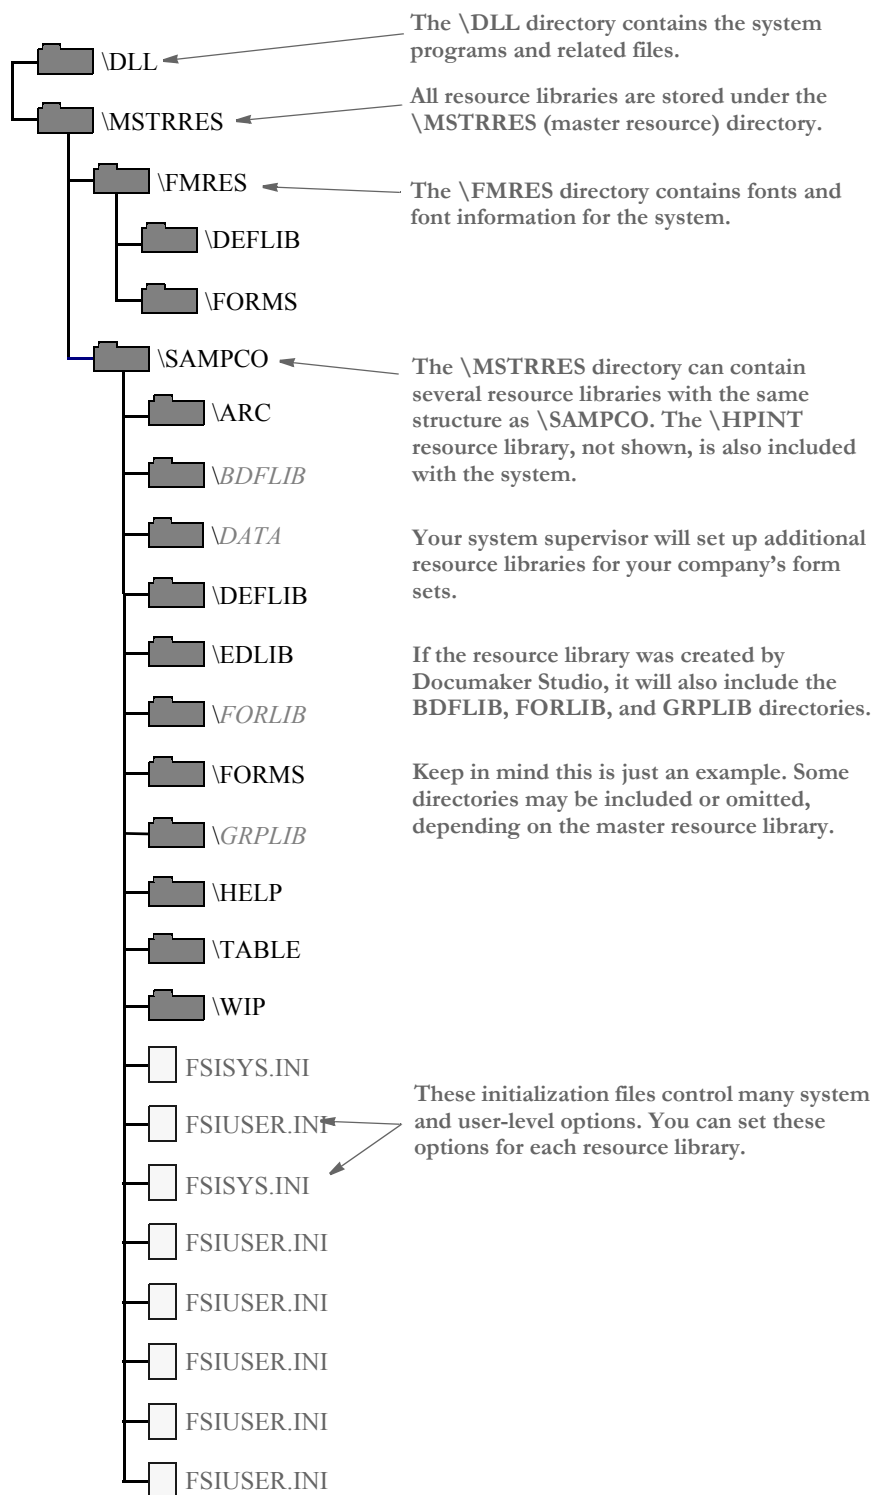 The \DLL directory contains the system
programs and related files.
\DLL
All resource libraries are stored under the
\MSTRRES (master resource) directory.
\MSTRRES
\FMRES
The \FMRES directory contains fonts and
font information for the system.
\DEFLIB
\FORMS
\SAMPCO
The \MSTRRES directory can contain
several resource libraries with the same
structure as \SAMPCO. The \HPINT
resource library, not shown, is also included
with the system.
\ARC
\BDFLIB
\DATA
Your system supervisor will set up additional
resource libraries for your company's form
sets.
\DEFLIB
\EDLIB
If the resource library was created by
Documaker Studio, it will also include the
BDFLIB, FORLIB, and GRPLIB directories.
\FORLIB
\FORMS
Keep in mind this is just an example. Some
directories may be included or omitted,
depending on the master resource library.
\GRPLIB
\HELP
\TABLE
\WIP
FSISYS.INI
These initialization files control many system
and user-level options. You can set these
options for each resource library.
FSIUSER.INI
FSISYS.INI
FSIUSER.INI
FSIUSER.INI
FSIUSER.INI
FSIUSER.INI
FSIUSER.INI